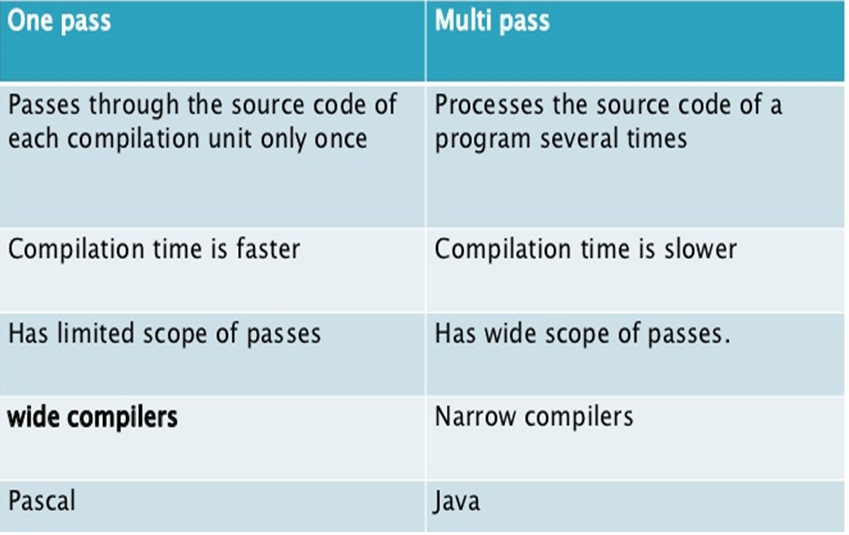 One pass
Multi pass
Passes through the source code of
each compilation unit only once
Processes the source code of a
program several times
Compilation time is faster
Compilation time is slower
Has limited scope of passes
Has wide scope of passes.
wide compilers
Narrow compilers
Pascal
Java